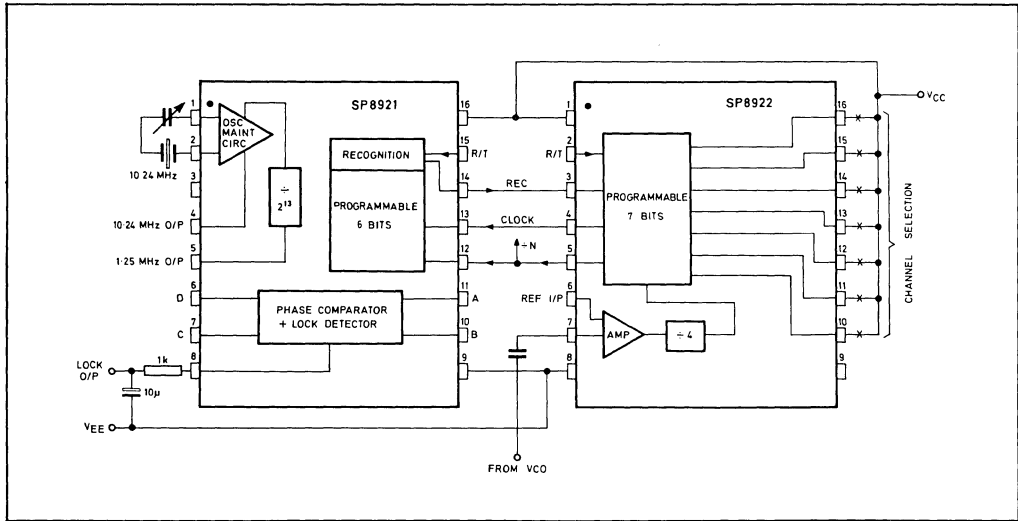 SP8921
1
OSC
MAINT
CIRC
2
10.24 MHz
3
÷
2¹³
4
10.24 MHz O/P
5
1.25 MHz O/P
6
D
7
C
PHASE COMPARATOR
+ LOCK DETECTOR
8
1k
LOCK
O/P
10µ
VEE
16
15
R/T
RECOGNITION
14
REC
PROGRAMMABLE
6 BITS
13
CLOCK
12
÷N
11
A
10
B
9
SP8922
1
2
R/T
3
4
5
PROGRAMMABLE
7 BITS
6
REF I/P
7
AMP
÷4
8
FROM VCO
16
VCC
15
14
13
12
11
10
9
CHANNEL SELECTION
X
X
X
X
X
X
X